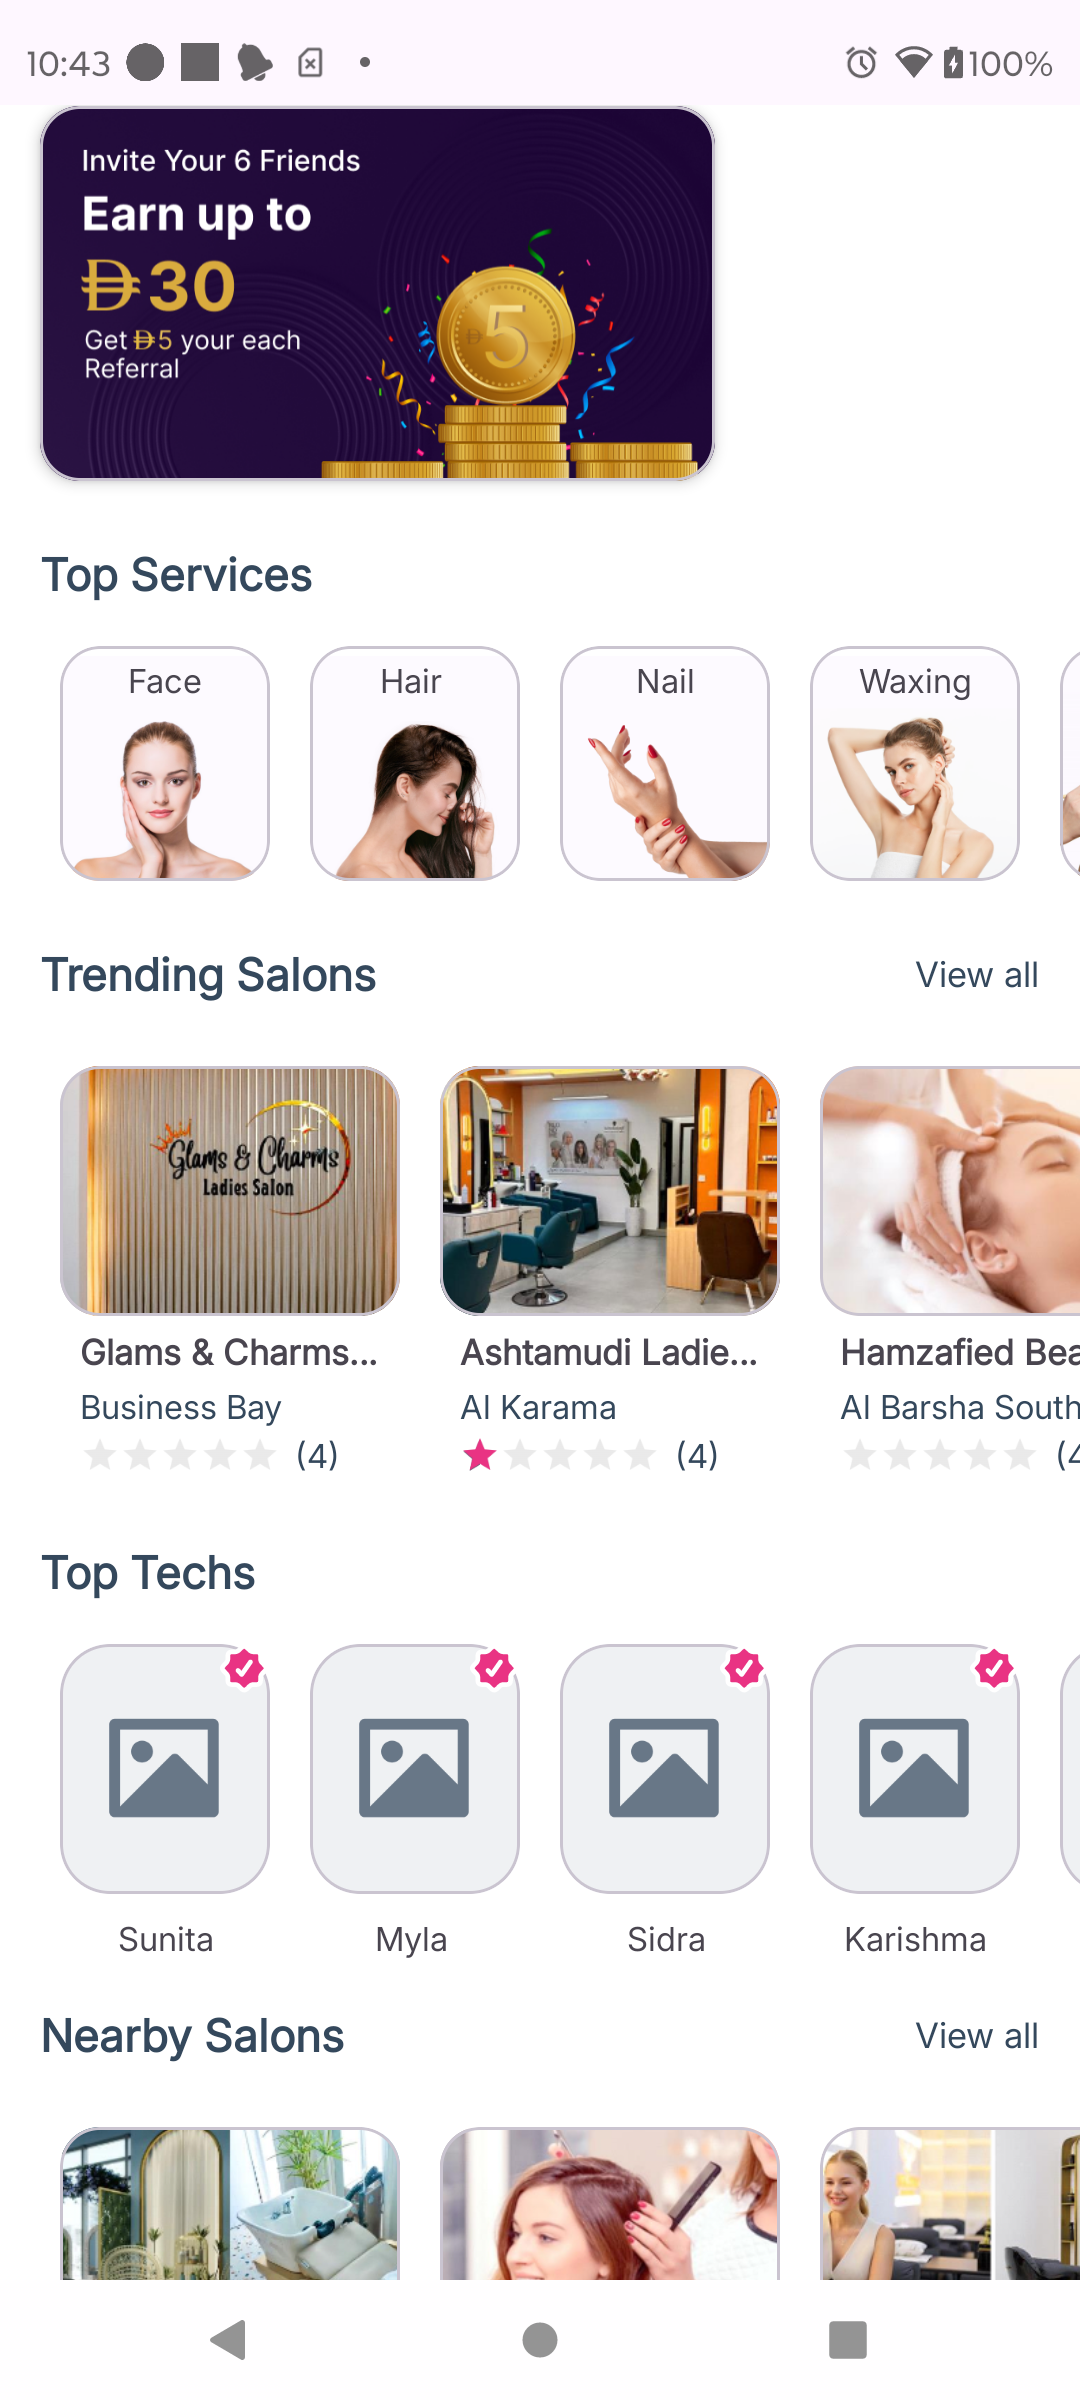 10:43
100%
Invite Your 6 Friends
Earn up to
30
Get 5 your each
Referral
5
Top Services
Face
Hair
Nail
Waxing
Trending Salons
View all
Glams & Charms
Ladies Salon
Glams & Charms...
Ashtamudi Ladie...
Hamzafied Bea
Business Bay
Al Karama
Al Barsha South
(4)
(4)
(4
Top Techs
Sunita
Myla
Sidra
Karishma
Nearby Salons
View all